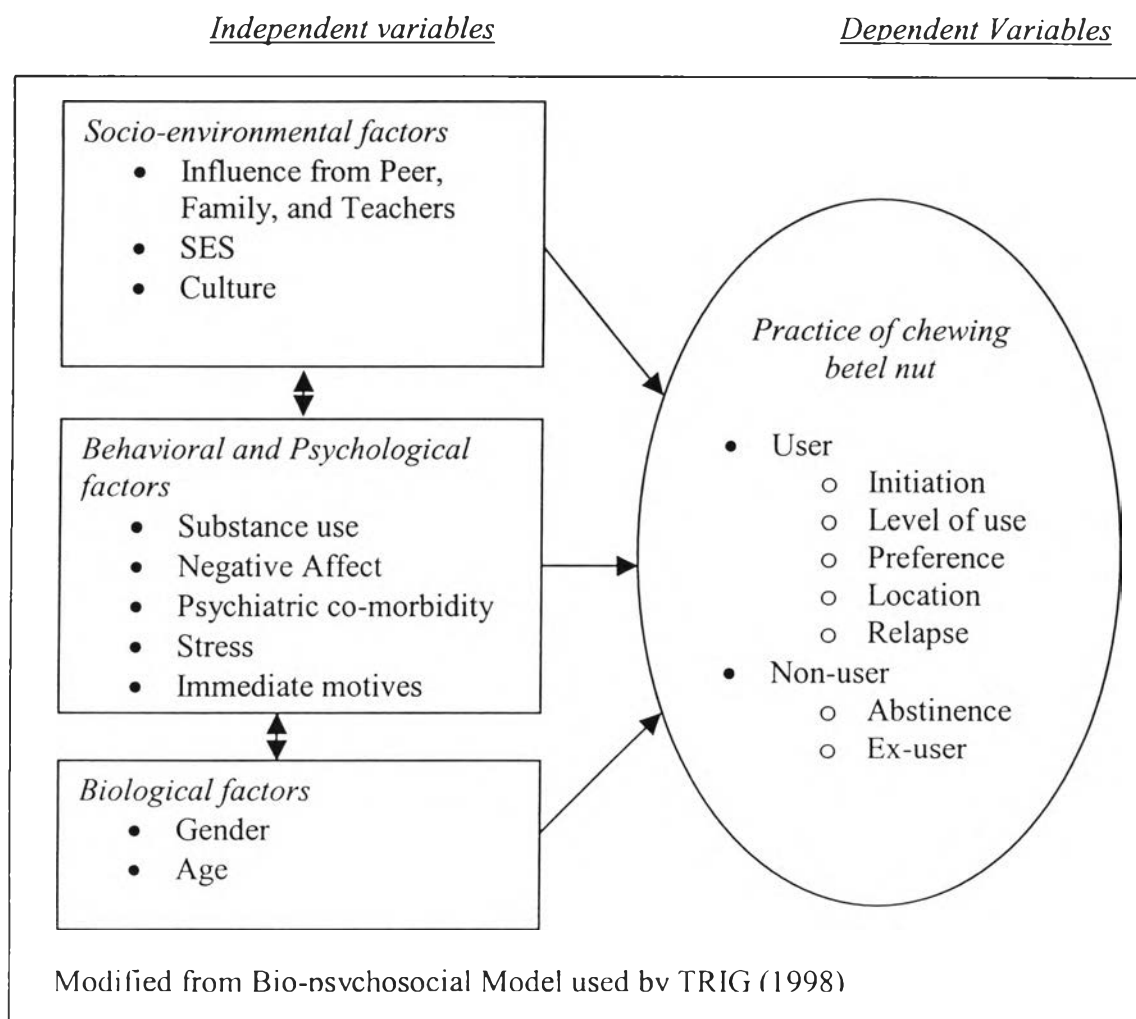 Independent variables
Dependent Variables
Socio-environmental factors
• Influence from Peer,
Family, and Teachers
• SES
• Culture
Behavioral and Psychological
factors
• Substance use
• Negative Affect
• Psychiatric co-morbidity
• Stress
• Immediate motives
Biological factors
• Gender
• Age
Practice of chewing
betel nut
• User
o Initiation
o Level of use
o Preference
o Location
o Relapse
• Non-user
o Abstinence
o Ex-user
Modified from Bio-psychosocial Model used by TRIG (1998)